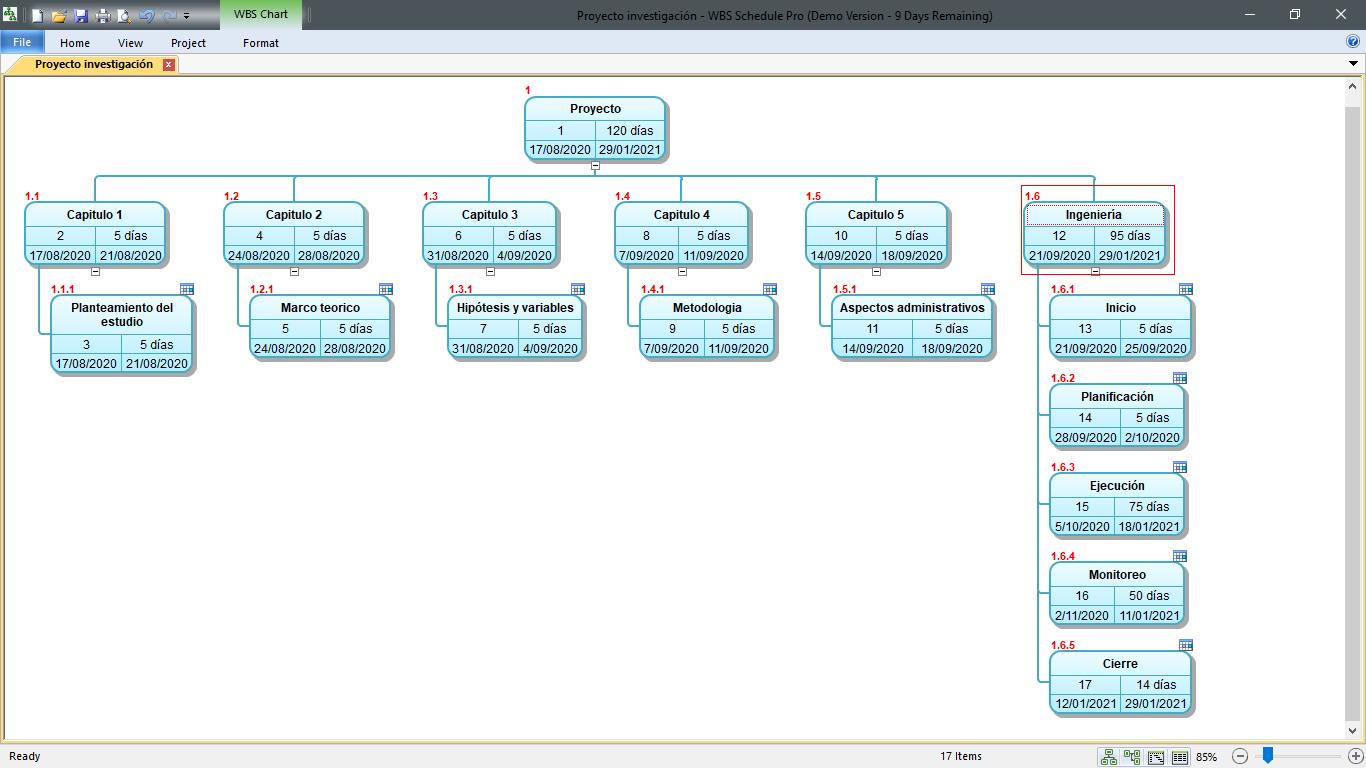 WBS Chart
Proyecto investigación - WBS Schedule Pro (Demo Version - 9 Days Remaining)
File Home View Project Format
Proyecto investigación
1
Proyecto
1 120 días
17/08/2020 29/01/2021
1.1
Capitulo 1
2 5 días
17/08/2020 21/08/2020
1.1.1
Planteamiento del
estudio
3 5 días
17/08/2020 21/08/2020
1.2
Capitulo 2
4 5 días
24/08/2020 28/08/2020
1.2.1
Marco teorico
5 5 días
24/08/2020 28/08/2020
1.3
Capitulo 3
6 5 días
31/08/2020 4/09/2020
1.3.1
Hipótesis y variables
7 5 días
31/08/2020 4/09/2020
1.4
Capitulo 4
8 5 días
7/09/2020 11/09/2020
1.4.1
Metodologia
9 5 días
7/09/2020 11/09/2020
1.5
Capitulo 5
10 5 días
14/09/2020 18/09/2020
1.5.1
Aspectos administrativos
11 5 días
14/09/2020 18/09/2020
1.6
Ingeniería
12 95 días
21/09/2020 29/01/2021
1.6.1
Inicio
13 5 días
21/09/2020 25/09/2020
1.6.2
Planificación
14 5 días
28/09/2020 2/10/2020
1.6.3
Ejecución
15 75 días
5/10/2020 18/01/2021
1.6.4
Monitoreo
16 50 días
2/11/2020 11/01/2021
1.6.5
Cierre
17 14 días
12/01/2021 29/01/2021
Ready 17 Items 85%